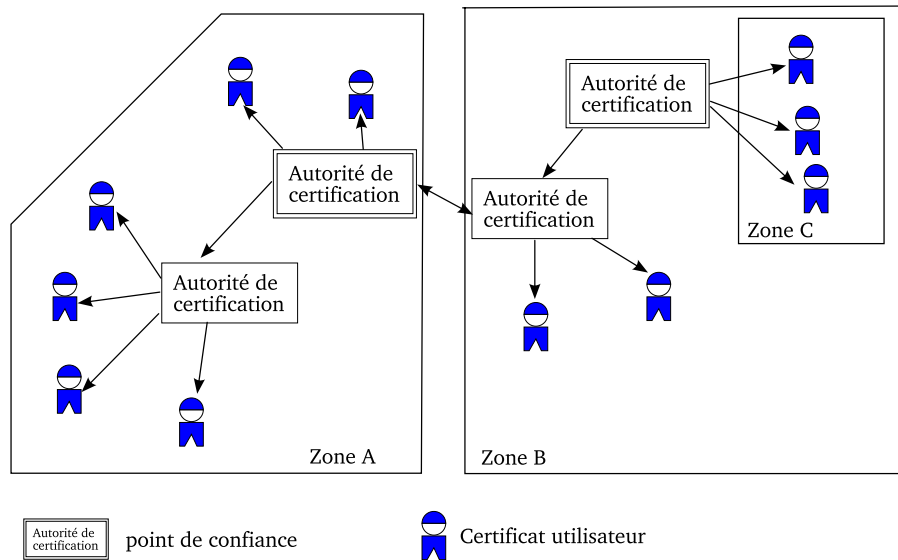 Autorité de
certification
Zone C
Autorité de
certification
Autorité de
certification
Autorité de
certification
Zone A
Zone B
Autorité de
certification
point de confiance
Certificat utilisateur